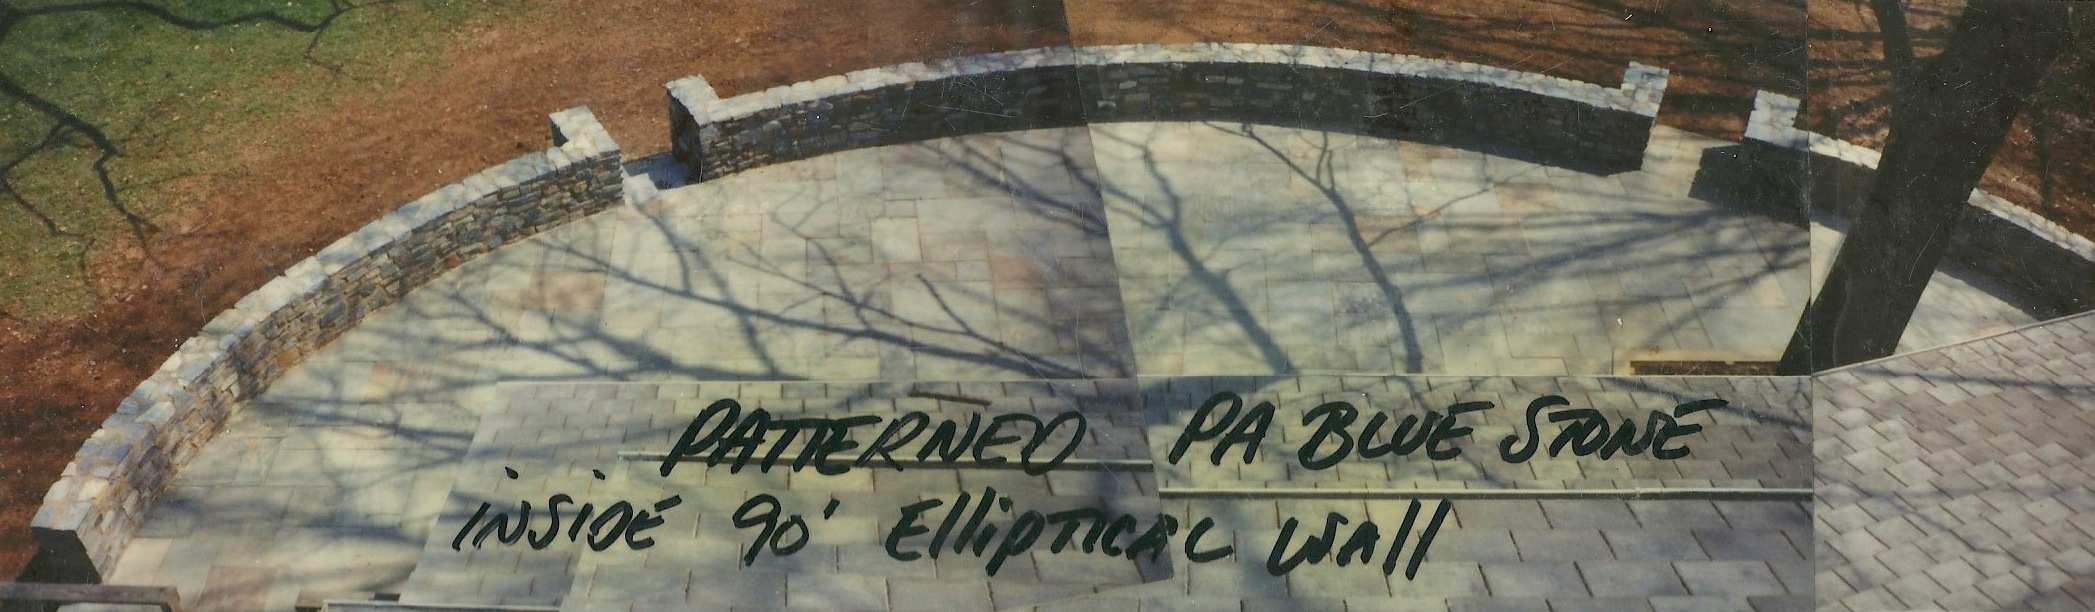 PATTERNED PA BLUE STONE
iNSiDE 90' ElliPTiCAL WAll